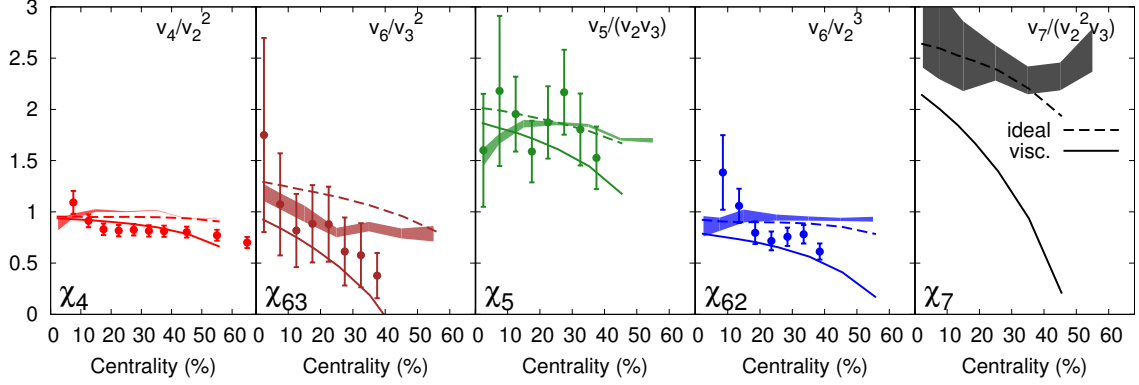 v4/v2^2 v6/v3^2 v5/(v2v3) v6/v2^3 v7/(v2^2v3)
3
2.5
2
1.5
1
0.5
0
ideal
visc.
χ4 χ63 χ5 χ62 χ7
0 10 20 30 40 50 60 0 10 20 30 40 50 60 0 10 20 30 40 50 60 0 10 20 30 40 50 60 0 10 20 30 40 50 60
Centrality (%) Centrality (%) Centrality (%) Centrality (%) Centrality (%)